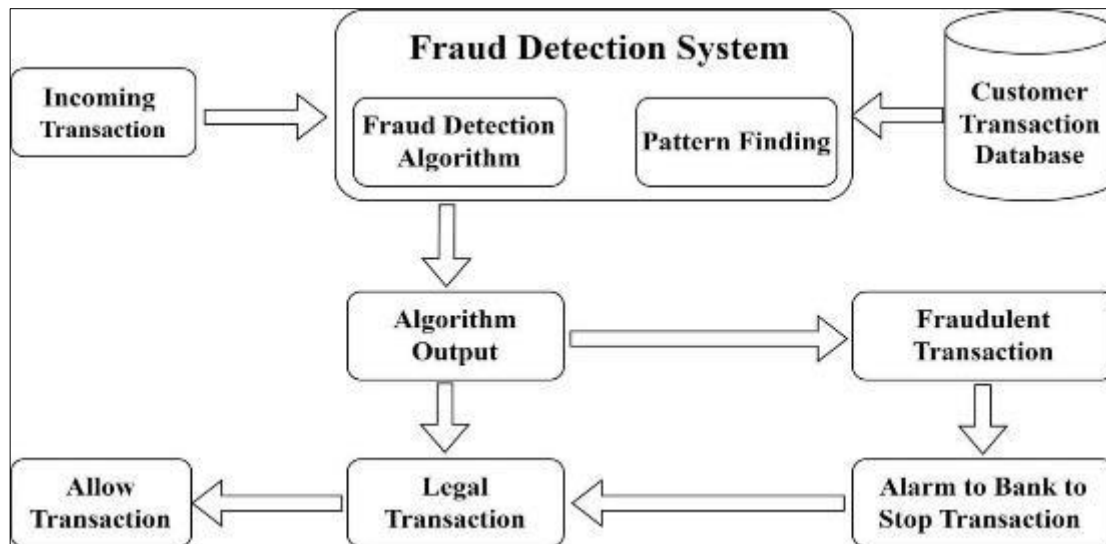 Fraud Detection System
Incoming
Transaction
Fraud Detection
Algorithm
Pattern Finding
Customer
Transaction
Database
Algorithm
Output
Fraudulent
Transaction
Allow
Transaction
Legal
Transaction
Alarm to Bank to
Stop Transaction